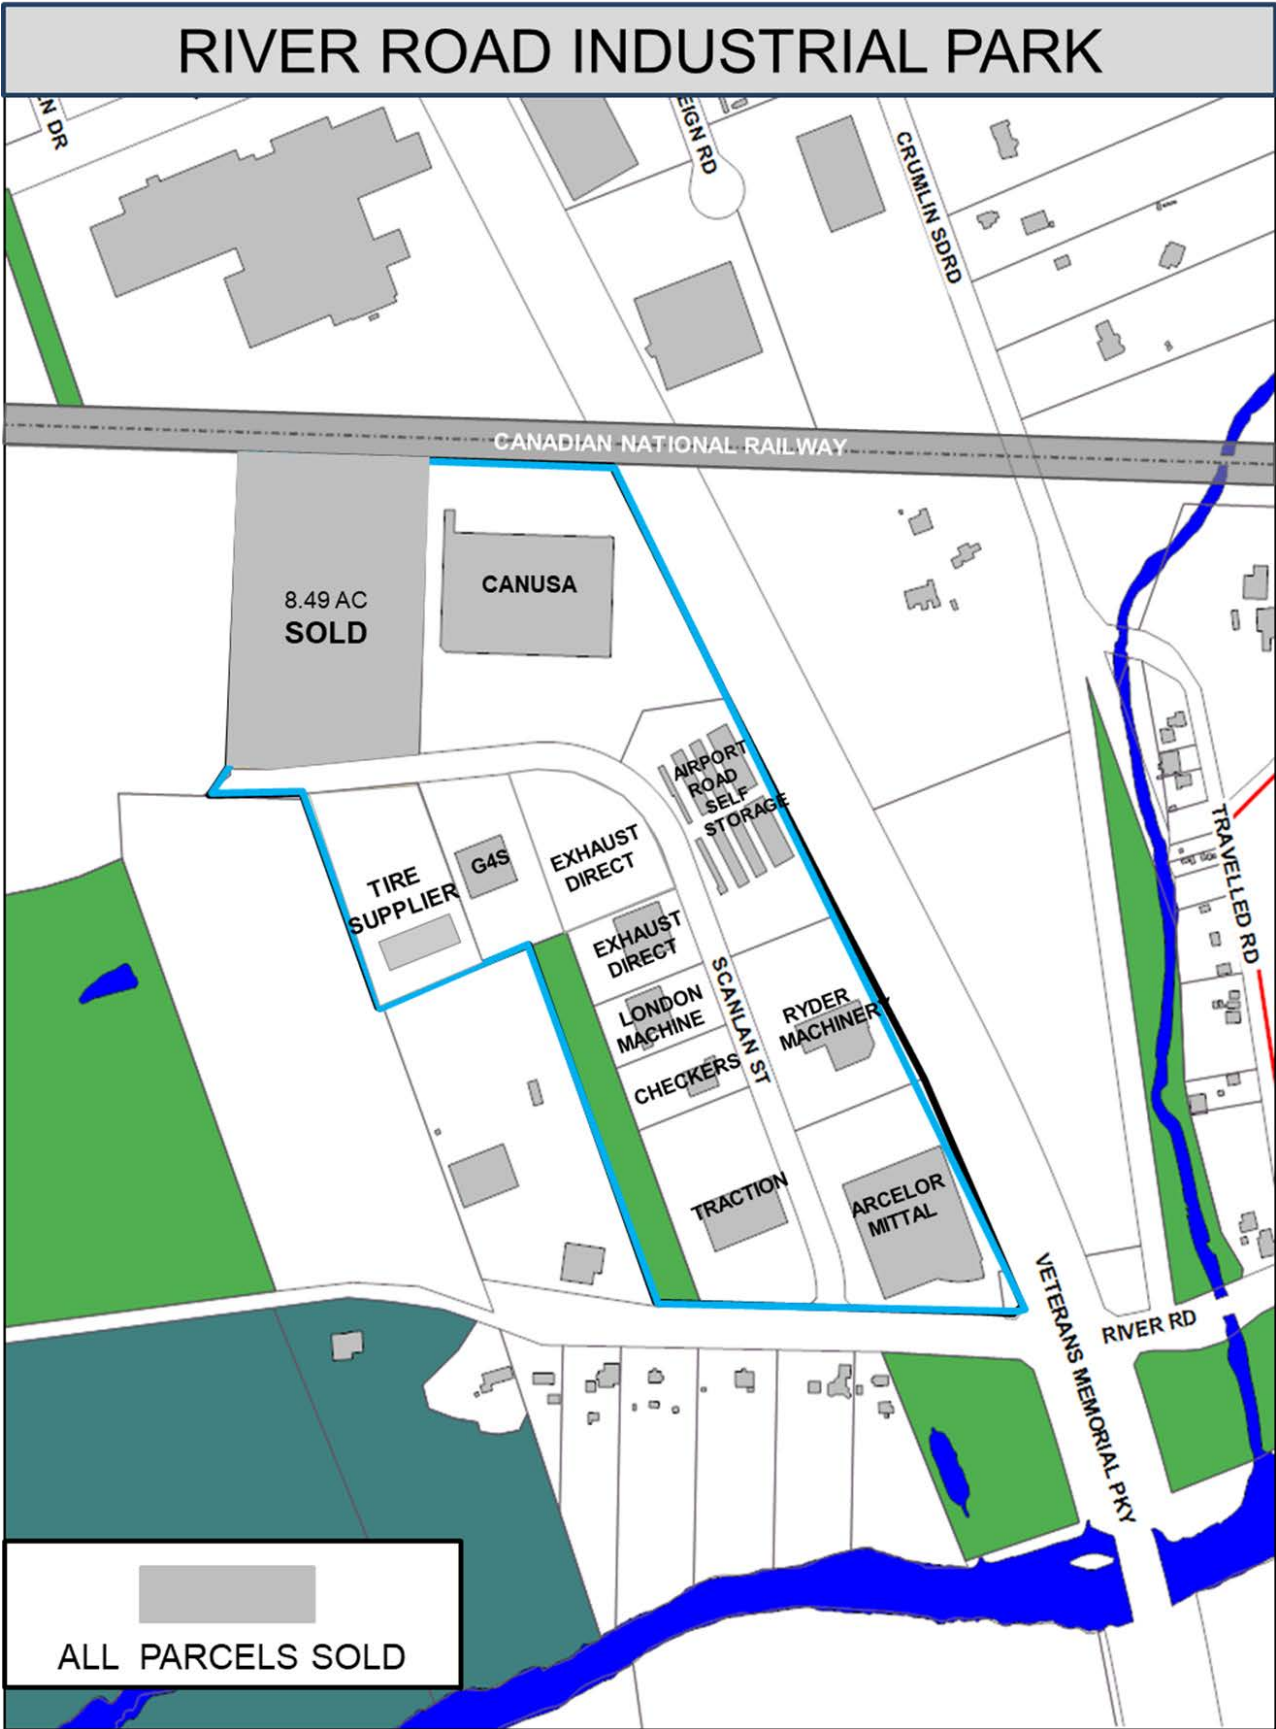 RIVER ROAD INDUSTRIAL PARK
N DR
EIGN RD
CRUMLIN SDRD
CANADIAN NATIONAL RAILWAY
8.49 AC
SOLD
CANUSA
AIRPORT
ROAD
SELF
STORAGE
EXHAUST
DIRECT
G4S
TIRE
SUPPLIER
EXHAUST
DIRECT
LONDON
MACHINE
CHECKERS
SCANLAN ST
RYDER
MACHINERY
TRAVELLED RD
TRACTION
ARCELOR
MITTAL
VETERANS MEMORIAL PKY
RIVER RD
ALL PARCELS SOLD